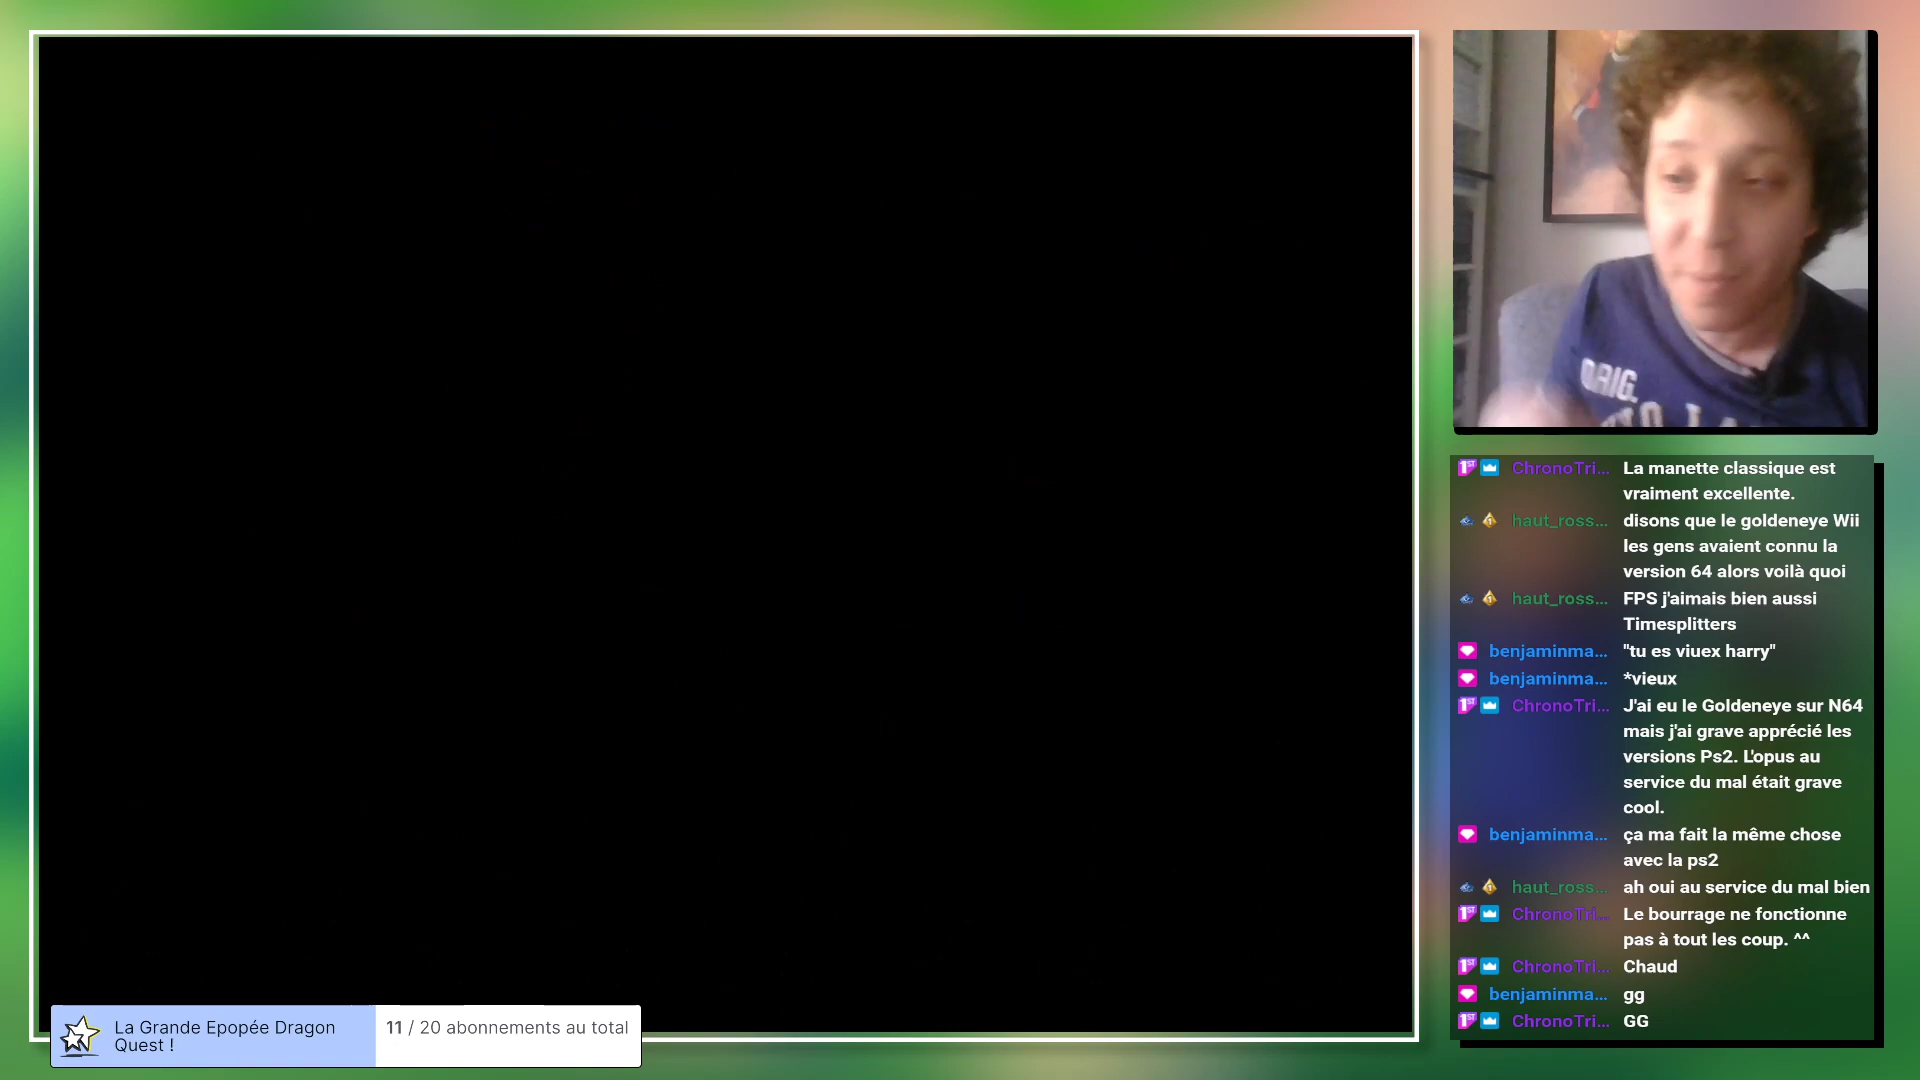 ORIG.
ChronoTri... La manette classique est
vraiment excellente.
haut_ross... disons que le goldeneye Wii
les gens avaient connu la
version 64 alors voilà quoi
haut_ross... FPS j'aimais bien aussi
Timesplitters
benjaminma... "tu es viuex harry"
benjaminma... *vieux
ChronoTri... J'ai eu le Goldeneye sur N64
mais j'ai grave apprécié les
versions Ps2. L'opus au
service du mal était grave
cool.
benjaminma... ça ma fait la même chose
avec la ps2
haut_ross... ah oui au service du mal bien
ChronoTri... Le bourrage ne fonctionne
pas à tout les coup. ^^
ChronoTri... Chaud
benjaminma... gg
ChronoTri... GG
La Grande Epopée Dragon
Quest !
11 / 20 abonnements au total